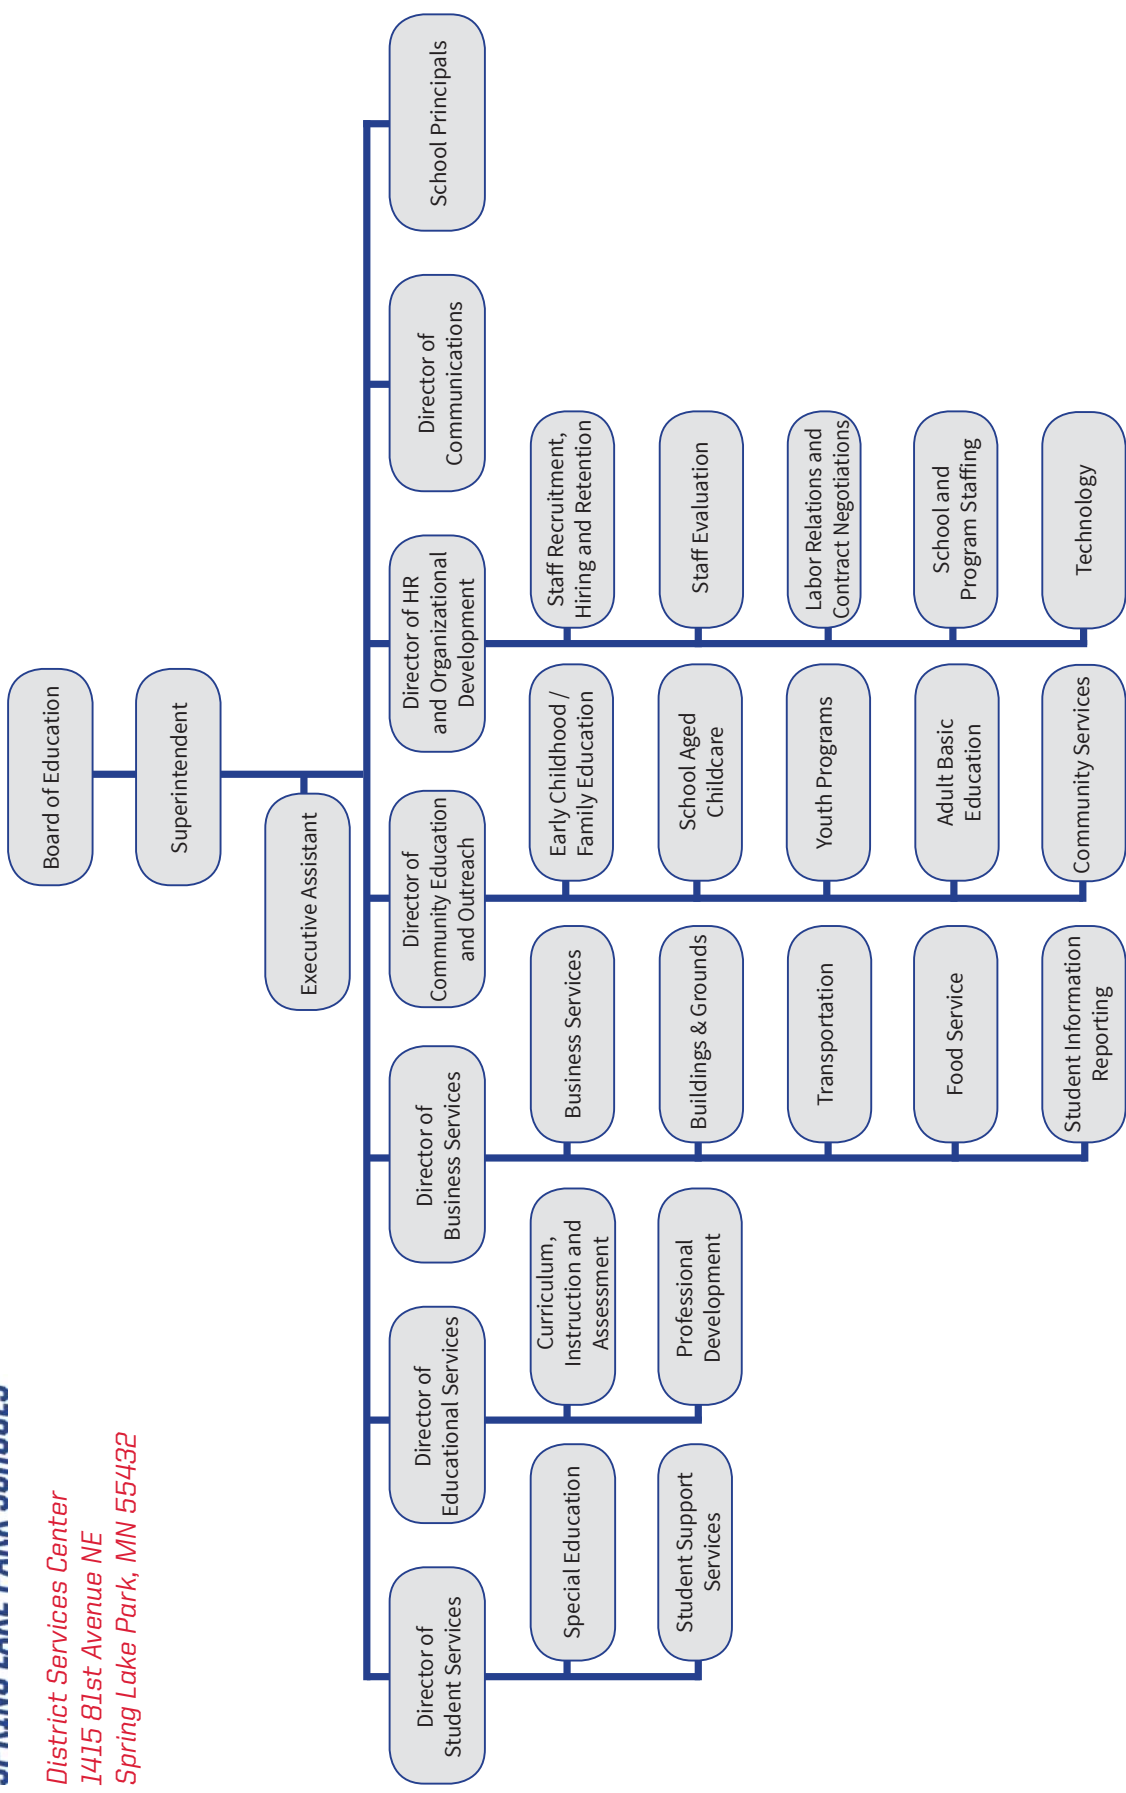 SPRING LAKE PARK SCHOOLS
District Services Center
1415 81st Avenue NE
Spring Lake Park, MN 55432
Board of Education
Superintendent
Executive Assistant
Director of
Student Services
Director of
Educational Services
Director of
Business Services
Director of
Community Education
and Outreach
Director of HR
and Organizational
Development
Director of
Communications
School Principals
Special Education
Student Support
Services
Curriculum,
Instruction and
Assessment
Professional
Development
Business Services
Buildings & Grounds
Transportation
Food Service
Student Information
Reporting
Early Childhood /
Family Education
School Aged
Childcare
Youth Programs
Adult Basic
Education
Community Services
Staff Recruitment,
Hiring and Retention
Staff Evaluation
Labor Relations and
Contract Negotiations
School and
Program Staffing
Technology